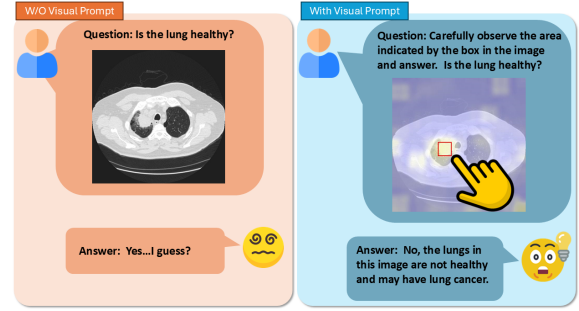 W/O Visual Prompt
Question: Is the lung healthy?
Answer:  Yes...I guess?
With Visual Prompt
Question: Carefully observe the area
indicated by the box in the image
and answer.  Is the lung healthy?
Answer:  No, the lungs in
this image are not healthy
and may have lung cancer.